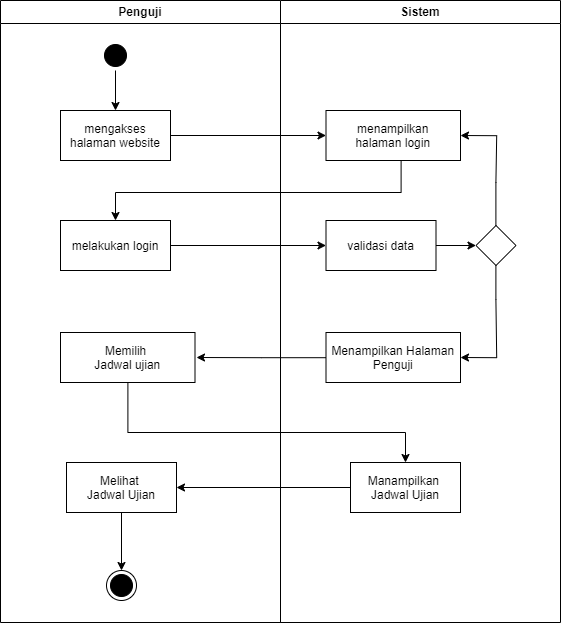 Penguji
Sistem
mengakses
halaman website
menampilkan
halaman login
melakukan login
validasi data
Memilih
Jadwal ujian
Menampilkan Halaman
Penguji
Melihat
Jadwal Ujian
Manampilkan
Jadwal Ujian